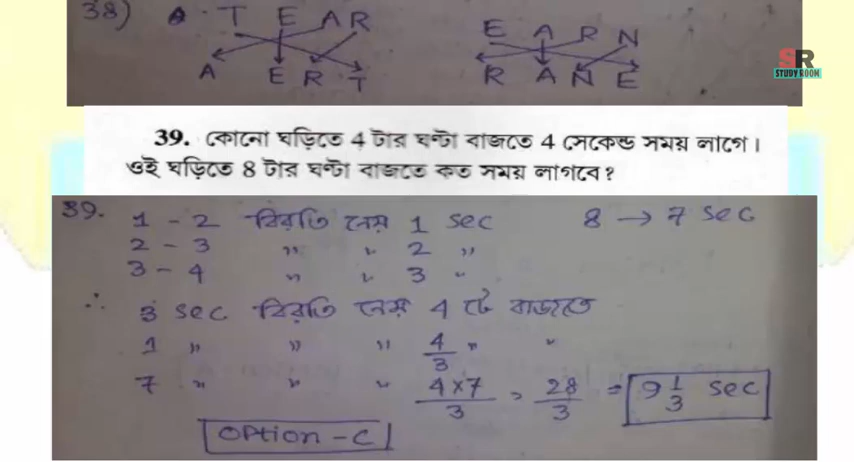 38) A T E A R
E A R N
A E R T
R A N E
SR
STUDY ROOM
39. কোনো ঘড়িতে 4 টার ঘন্টা বাজতে 4 সেকেন্ড সময় লাগে।
ওই ঘড়িতে 8 টার ঘন্টা বাজতে কত সময় লাগবে?
39. 1 - 2 বিরতি নেয় 1 sec 8 → 7 sec
2 - 3 " " 2 "
3 - 4 " " 3 "
∴ 3 sec বিরতি নেয় 4 টে বাজতে
1 " " " 4/3 " "
7 " " " 4×7/3 , 28/3 = 9 1/3 sec
Option - C